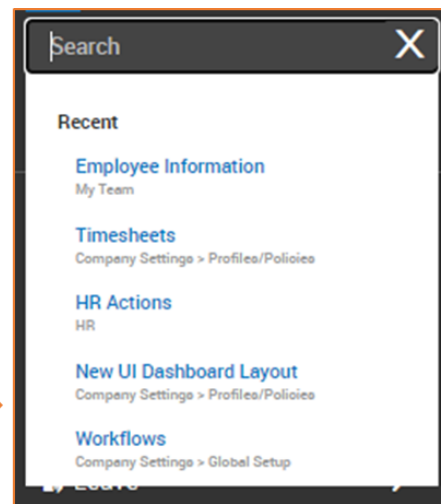 Search X
Recent
Employee Information
My Team
Timesheets
Company Settings > Profiles/Policies
HR Actions
HR
New UI Dashboard Layout
Company Settings > Profiles/Policies
Workflows
Company Settings > Global Setup
Leave